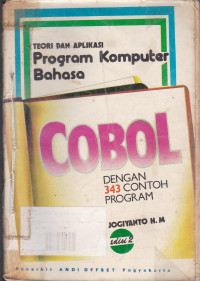 TEORI DAN APLIKASI
Program Komputer
Bahasa
COBOL
DENGAN
343 CONTOH
PROGRAM
JOGIYANTO H.M
edisi 2
Penerbit ANDI OFFSET Yogyakarta